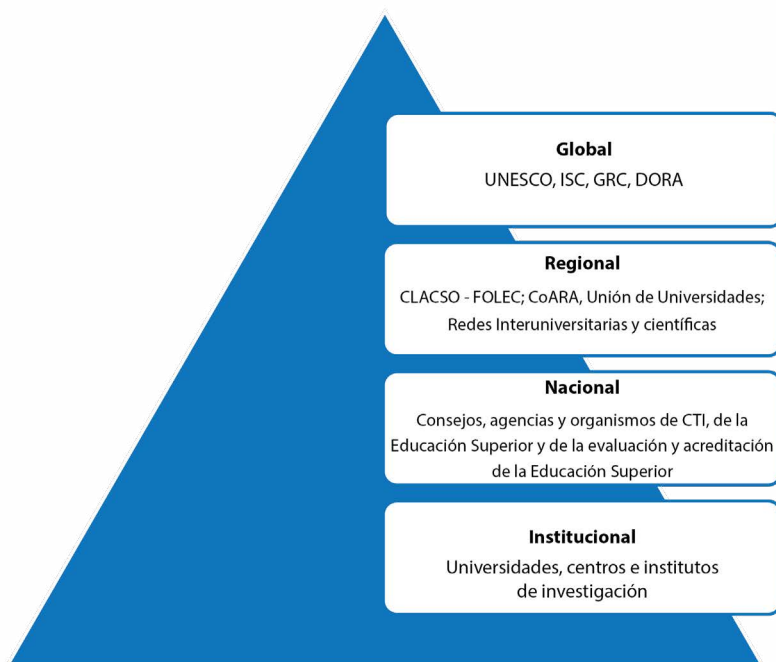 Global
UNESCO, ISC, GRC, DORA
Regional
CLACSO - FOLEC; CoARA, Unión de Universidades;
Redes Interuniversitarias y científicas
Nacional
Consejos, agencias y organismos de CTI, de la
Educación Superior y de la evaluación y acreditación
de la Educación Superior
Institucional
Universidades, centros e institutos
de investigación